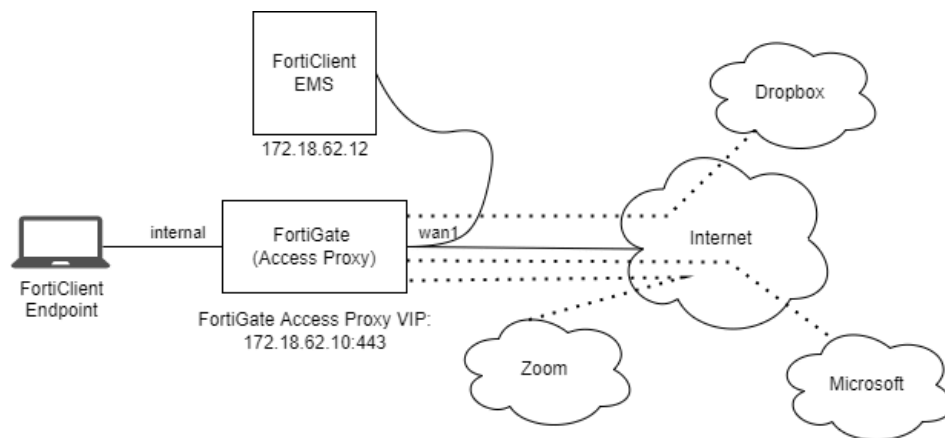 FortiClient
EMS
172.18.62.12
Dropbox
internal
FortiGate
(Access Proxy)
wan1
Internet
FortiClient
Endpoint
FortiGate Access Proxy VIP:
172.18.62.10:443
Zoom
Microsoft